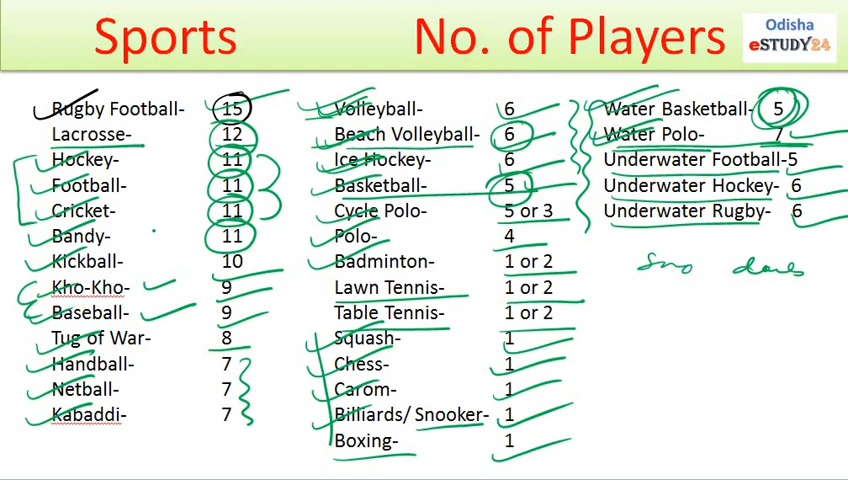 Sports No. of Players
Odisha
eSTUDY24
Rugby Football- 15
Lacrosse- 12
Hockey- 11
Football- 11
Cricket- 11
Bandy- 11
Kickball- 10
Kho-Kho- 9
Baseball- 9
Tug of War- 8
Handball- 7
Netball- 7
Kabaddi- 7
Volleyball- 6
Beach Volleyball- 6
Ice Hockey- 6
Basketball- 5
Cycle Polo- 5 or 3
Polo- 4
Badminton- 1 or 2
Lawn Tennis- 1 or 2
Table Tennis- 1 or 2
Squash- 1
Chess- 1
Carom- 1
Billiards/ Snooker- 1
Boxing- 1
Water Basketball- 5
Water Polo- 7
Underwater Football-5
Underwater Hockey- 6
Underwater Rugby- 6